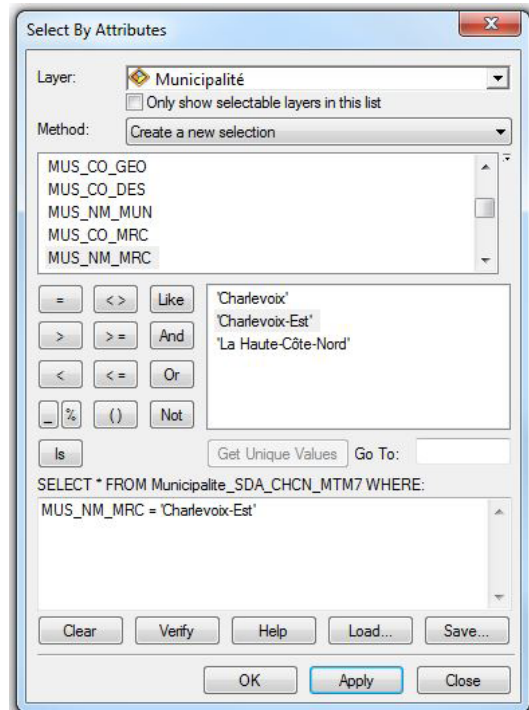 Select By Attributes
Layer: Municipalité
Only show selectable layers in this list
Method: Create a new selection
MUS_CO_GEO
MUS_CO_DES
MUS_NM_MUN
MUS_CO_MRC
MUS_NM_MRC
= < > Like
> > = And
< < = Or
_ % () Not
Is
'Charlevoix'
'Charlevoix-Est'
'La Haute-Côte-Nord'
Get Unique Values Go To:
SELECT * FROM Municipalite_SDA_CHCN_MTM7 WHERE:
MUS_NM_MRC = 'Charlevoix-Est'
Clear Verify Help Load... Save...
OK Apply Close